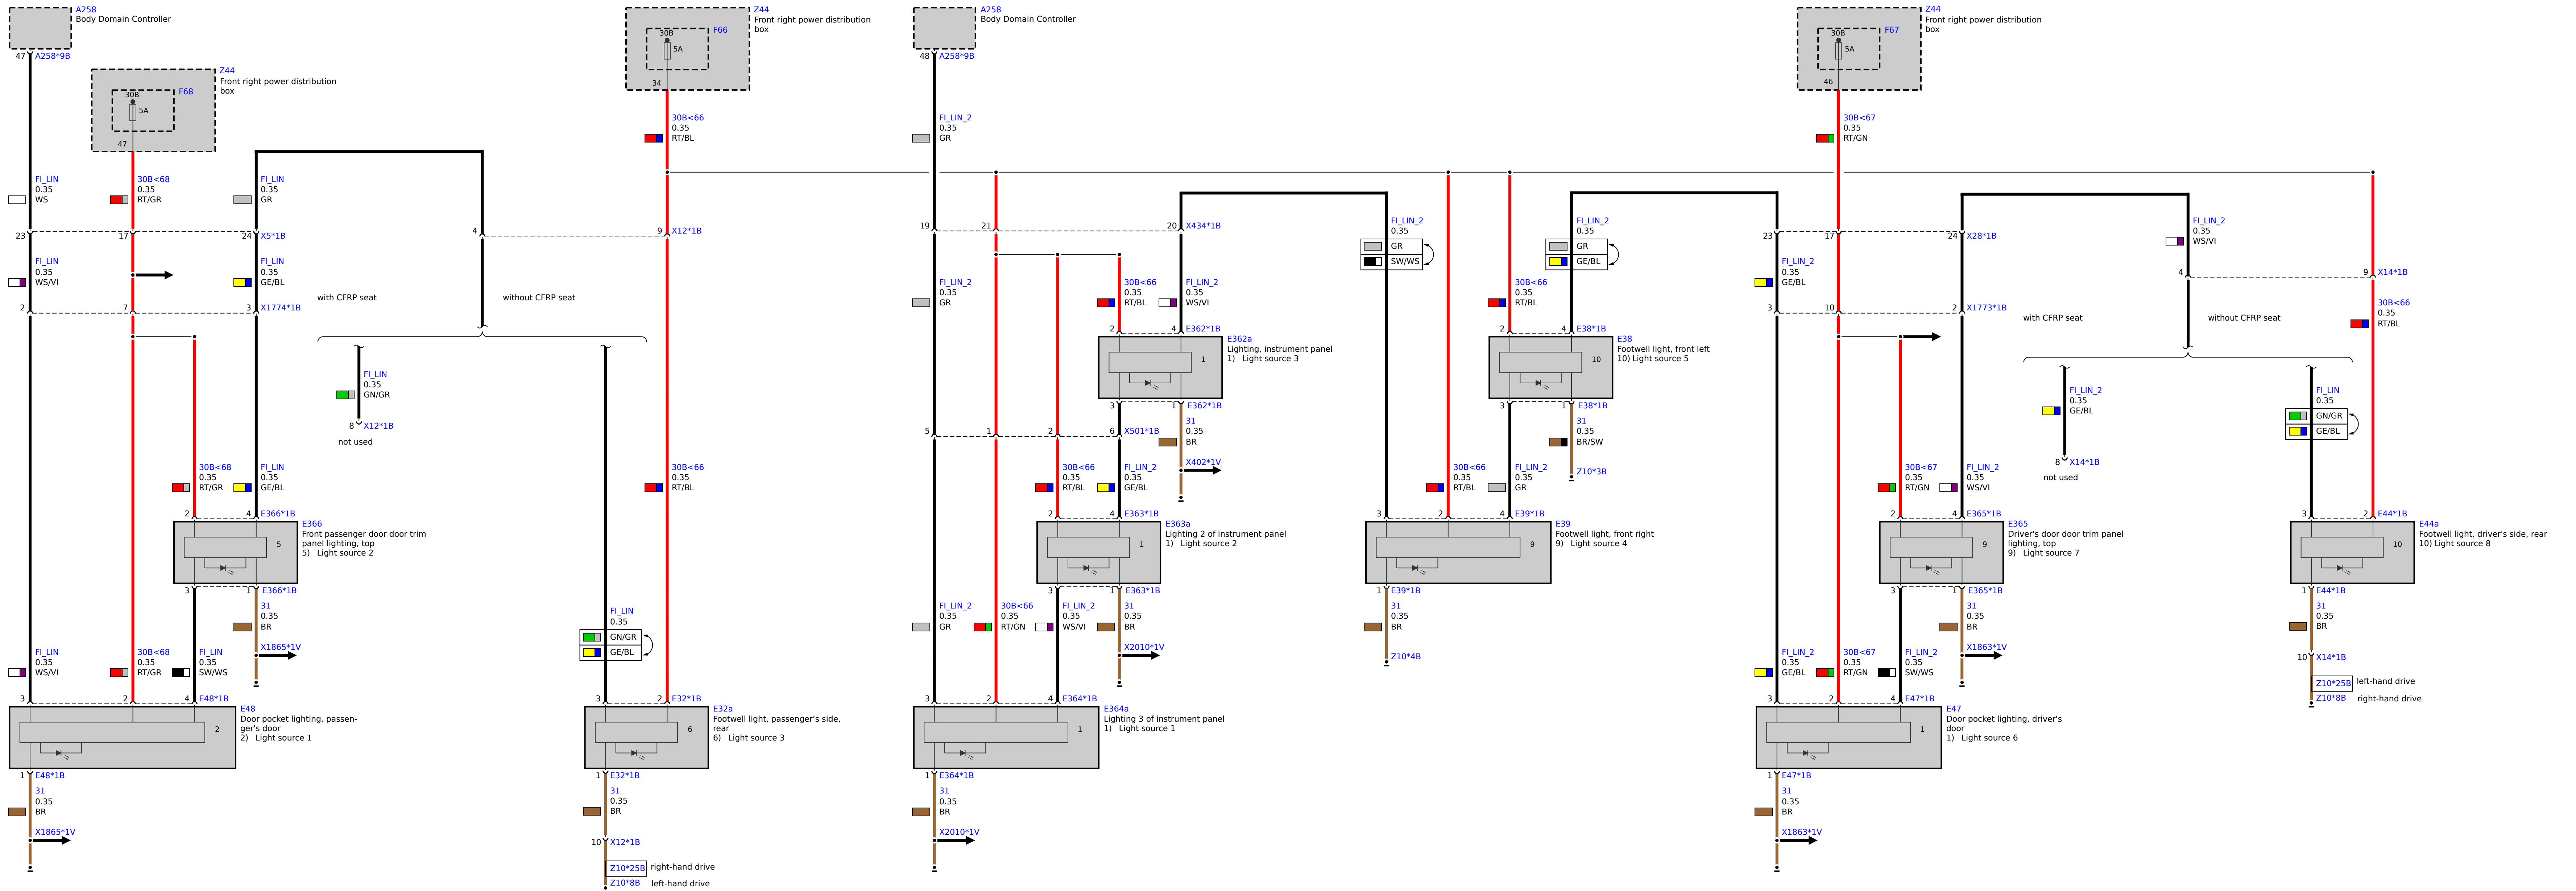 A258
Body Domain Controller
47
A258*9B
Z44
Front right power distribution
box
30B
F68
5A
47
FI_LIN
0.35
WS
30B<68
0.35
RT/GR
FI_LIN
0.35
GR
23
17
24
X5*1B
FI_LIN
0.35
WS/VI
FI_LIN
0.35
GE/BL
2
7
3
X1774*1B
with CFRP seat
without CFRP seat
FI_LIN
0.35
GN/GR
8
X12*1B
not used
30B<68
0.35
RT/GR
FI_LIN
0.35
GE/BL
2
4
E366*1B
5
E366
Front passenger door door trim
panel lighting, top
5) Light source 2
3
1
E366*1B
31
0.35
BR
X1865*1V
FI_LIN
0.35
WS/VI
30B<68
0.35
RT/GR
FI_LIN
0.35
SW/WS
3
2
4
E48*1B
2
E48
Door pocket lighting, passen-
ger's door
2) Light source 1
1
E48*1B
31
0.35
BR
X1865*1V
Z44
Front right power distribution
box
30B
F66
5A
34
30B<66
0.35
RT/BL
4
9
X12*1B
30B<66
0.35
RT/BL
FI_LIN
0.35
GN/GR
GE/BL
3
2
E32*1B
6
E32a
Footwell light, passenger's side,
rear
6) Light source 3
1
E32*1B
31
0.35
BR
10
X12*1B
Z10*25B
right-hand drive
Z10*8B
left-hand drive
A258
Body Domain Controller
48
A258*9B
FI_LIN_2
0.35
GR
19
21
20
X434*1B
FI_LIN_2
0.35
GR
30B<66
0.35
RT/BL
FI_LIN_2
0.35
WS/VI
2
4
E362*1B
1
E362a
Lighting, instrument panel
1) Light source 3
3
1
E362*1B
31
0.35
BR
X402*1V
5
1
2
6
X501*1B
30B<66
0.35
RT/BL
FI_LIN_2
0.35
GE/BL
2
4
E363*1B
1
E363a
Lighting 2 of instrument panel
1) Light source 2
3
1
E363*1B
FI_LIN_2
0.35
GR
30B<66
0.35
RT/GN
FI_LIN_2
0.35
WS/VI
31
0.35
BR
X2010*1V
3
2
4
E364*1B
1
E364a
Lighting 3 of instrument panel
1) Light source 1
1
E364*1B
31
0.35
BR
X2010*1V
FI_LIN_2
0.35
GR
SW/WS
FI_LIN_2
0.35
GR
GE/BL
30B<66
0.35
RT/BL
2
4
E38*1B
10
E38
Footwell light, front left
10) Light source 5
3
1
E38*1B
31
0.35
BR/SW
Z10*3B
30B<66
0.35
RT/BL
FI_LIN_2
0.35
GR
3
2
4
E39*1B
9
E39
Footwell light, front right
9) Light source 4
1
E39*1B
31
0.35
BR
Z10*4B
Z44
Front right power distribution
box
30B
F67
5A
46
30B<67
0.35
RT/GN
23
17
24
X28*1B
FI_LIN_2
0.35
GE/BL
3
10
2
X1773*1B
FI_LIN_2
0.35
WS/VI
4
9
X14*1B
30B<66
0.35
RT/BL
with CFRP seat
without CFRP seat
FI_LIN_2
0.35
GE/BL
8
X14*1B
not used
FI_LIN
0.35
GN/GR
GE/BL
30B<67
0.35
RT/GN
FI_LIN_2
0.35
WS/VI
2
4
E365*1B
9
E365
Driver's door door trim panel
lighting, top
9) Light source 7
3
1
E365*1B
31
0.35
BR
X1863*1V
3
2
E44*1B
10
E44a
Footwell light, driver's side, rear
10) Light source 8
1
E44*1B
31
0.35
BR
10
X14*1B
Z10*25B
left-hand drive
Z10*8B
right-hand drive
FI_LIN_2
0.35
GE/BL
30B<67
0.35
RT/GN
FI_LIN_2
0.35
SW/WS
3
2
4
E47*1B
1
E47
Door pocket lighting, driver's
door
1) Light source 6
1
E47*1B
31
0.35
BR
X1863*1V